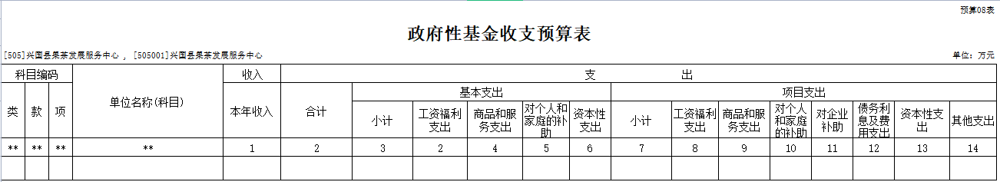 预算08表
政府性基金收支预算表
[505]兴国县果茶发展服务中心 , [505001]兴国县果茶发展服务中心 单位: 万元
科目编码 单位名称(科目) 收入 支 出
类 款 项 本年收入 合计 基本支出 项目支出
小计 工资福利支出 商品和服务支出 对个人和家庭的补助 资本性支出 小计 工资福利支出 商品和服务支出 对个人和家庭的补助 对企业补助 债务利息及费用支出 资本性支出 其他支出
** ** ** ** 1 2 3 2 4 5 6 7 8 9 10 11 12 13 14